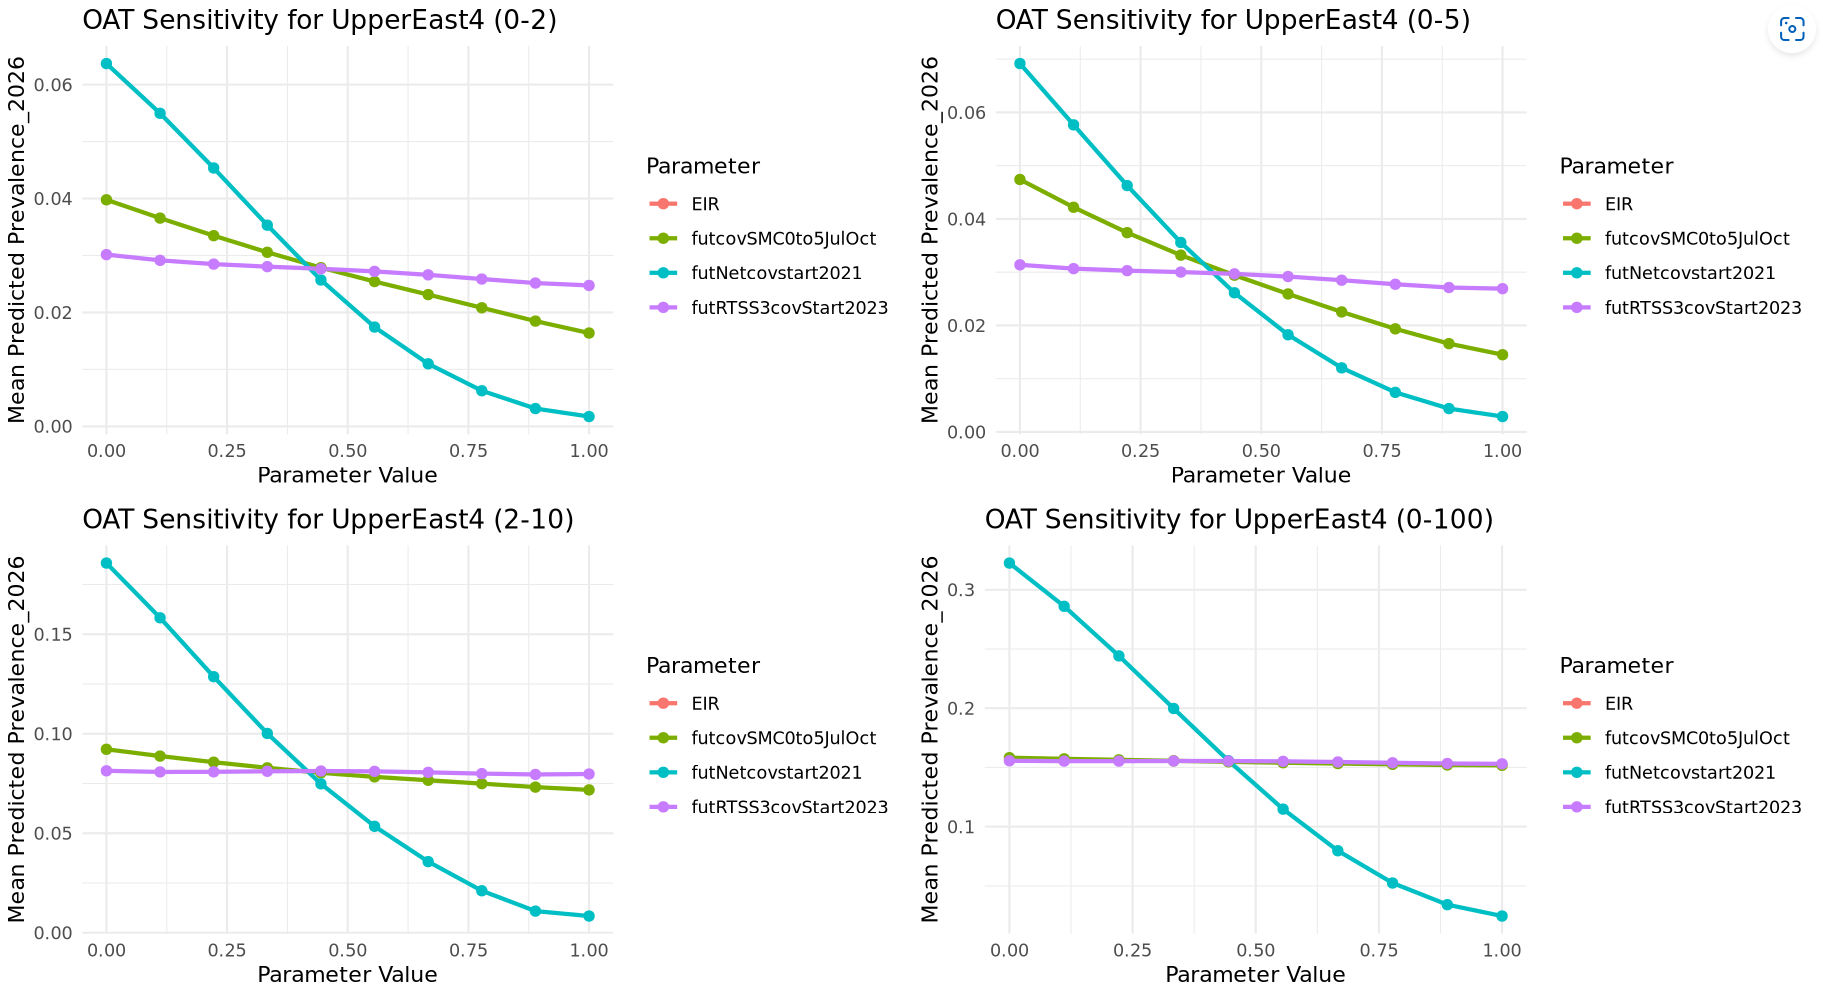 OAT Sensitivity for UpperEast4 (0-2)
Mean Predicted Prevalence_2026
0.06
0.04
0.02
0.00
0.00 0.25 0.50 0.75 1.00
Parameter Value
Parameter
EIR
futcovSMC0to5JulOct
futNetcovstart2021
futRTSS3covStart2023
OAT Sensitivity for UpperEast4 (0-5)
Mean Predicted Prevalence_2026
0.06
0.04
0.02
0.00
0.00 0.25 0.50 0.75 1.00
Parameter Value
Parameter
EIR
futcovSMC0to5JulOct
futNetcovstart2021
futRTSS3covStart2023
OAT Sensitivity for UpperEast4 (2-10)
Mean Predicted Prevalence_2026
0.15
0.10
0.05
0.00
0.00 0.25 0.50 0.75 1.00
Parameter Value
Parameter
EIR
futcovSMC0to5JulOct
futNetcovstart2021
futRTSS3covStart2023
OAT Sensitivity for UpperEast4 (0-100)
Mean Predicted Prevalence_2026
0.3
0.2
0.1
0.00 0.25 0.50 0.75 1.00
Parameter Value
Parameter
EIR
futcovSMC0to5JulOct
futNetcovstart2021
futRTSS3covStart2023